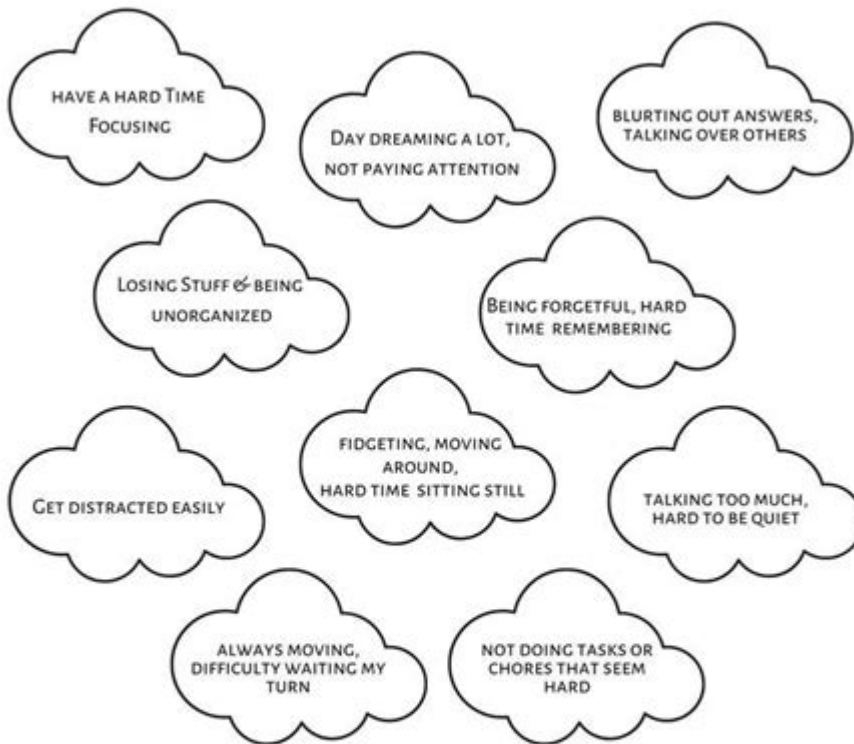 HAVE A HARD TIME
FOCUSING
DAY DREAMING A LOT,
NOT PAYING ATTENTION
BLURTING OUT ANSWERS,
TALKING OVER OTHERS
LOSING STUFF & BEING
UNORGANIZED
BEING FORGETFUL, HARD
TIME REMEMBERING
GET DISTRACTED EASILY
FIDGETING, MOVING
AROUND,
HARD TIME SITTING STILL
TALKING TOO MUCH,
HARD TO BE QUIET
ALWAYS MOVING,
DIFFICULTY WAITING MY
TURN
NOT DOING TASKS OR
CHORES THAT SEEM
HARD